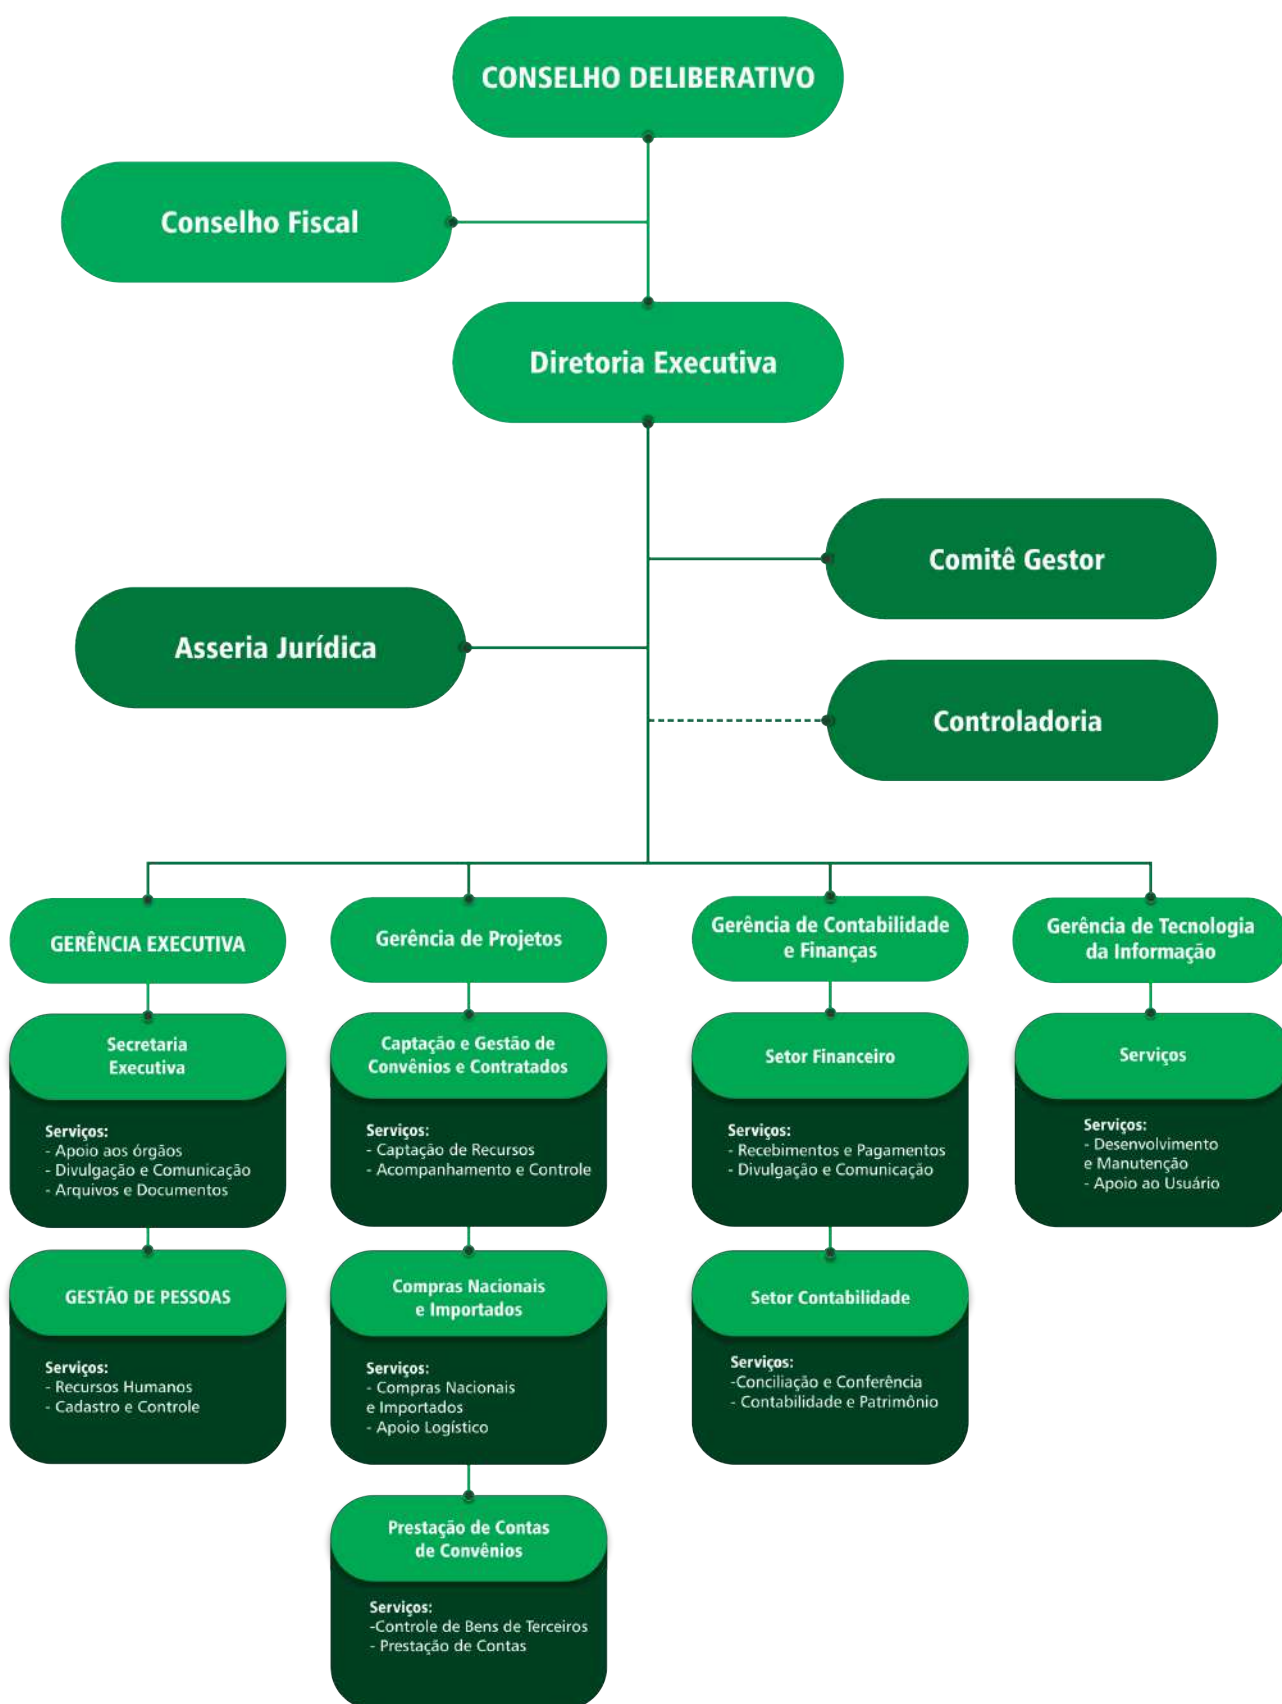 CONSELHO DELIBERATIVO
Conselho Fiscal
Diretoria Executiva
Comitê Gestor
Asseria Jurídica
Controladoria
GERÊNCIA EXECUTIVA
Secretaria
Executiva
Serviços:
- Apoio aos órgãos
- Divulgação e Comunicação
- Arquivos e Documentos
GESTÃO DE PESSOAS
Serviços:
- Recursos Humanos
- Cadastro e Controle
Gerência de Projetos
Captação e Gestão de
Convênios e Contratados
Serviços:
- Captação de Recursos
- Acompanhamento e Controle
Compras Nacionais
e Importados
Serviços:
- Compras Nacionais
e Importados
- Apoio Logístico
Prestação de Contas
de Convênios
Serviços:
-Controle de Bens de Terceiros
- Prestação de Contas
Gerência de Contabilidade
e Finanças
Setor Financeiro
Serviços:
- Recebimentos e Pagamentos
- Divulgação e Comunicação
Setor Contabilidade
Serviços:
-Conciliação e Conferência
- Contabilidade e Patrimônio
Gerência de Tecnologia
da Informação
Serviços
Serviços:
- Desenvolvimento
e Manutenção
- Apoio ao Usuário